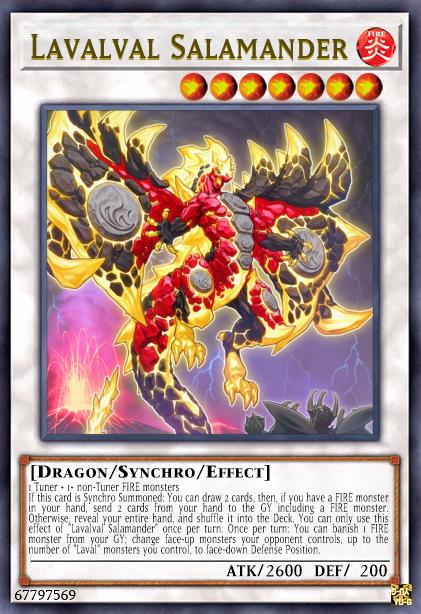 LAVALVAL SALAMANDER
FIRE
炎
[DRAGON/SYNCHRO/EFFECT]
1 Tuner + 1+ non-Tuner FIRE monsters
If this card is Synchro Summoned: You can draw 2 cards, then, if you have a FIRE monster
in your hand, send 2 cards from your hand to the GY including a FIRE monster.
Otherwise, reveal your entire hand, and shuffle it into the Deck. You can only use this
effect of "Lavalval Salamander" once per turn. Once per turn: You can banish 1 FIRE
monster from your GY; change face-up monsters your opponent controls, up to the
number of "Laval" monsters you control, to face-down Defense Position.
ATK/2600 DEF/ 200
67797569